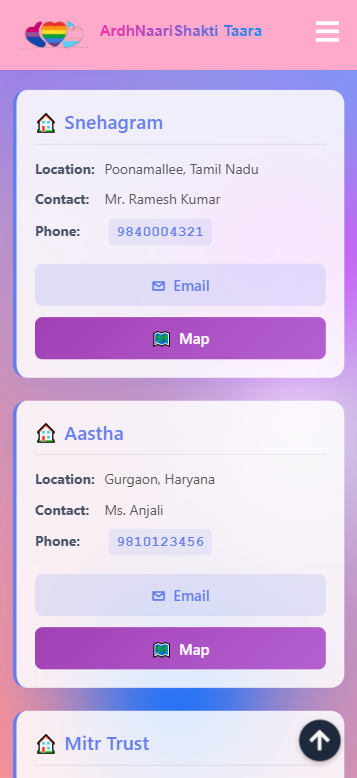 ArdhNaariShakti Taara
Snehagram
Location: Poonamallee, Tamil Nadu
Contact: Mr. Ramesh Kumar
Phone: 9840004321
Email
Map
Aastha
Location: Gurgaon, Haryana
Contact: Ms. Anjali
Phone: 9810123456
Email
Map
Mitr Trust